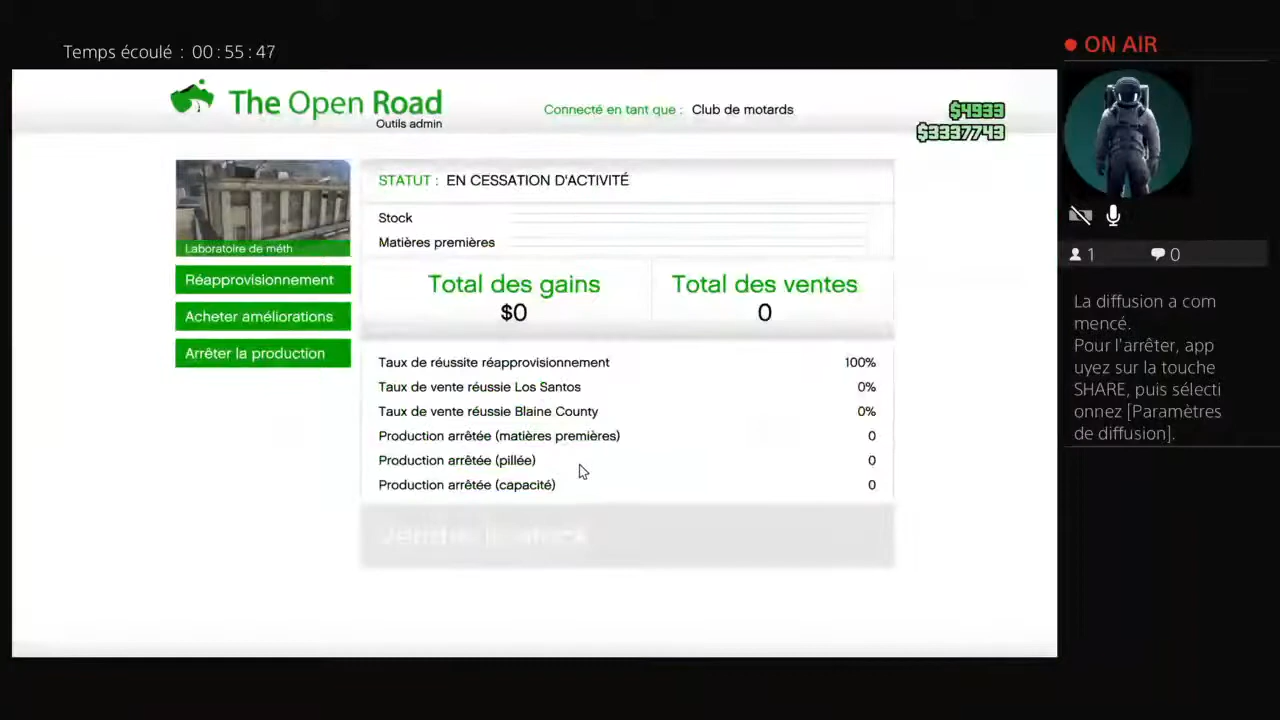 Temps écoulé : 00:55:47
ON AIR
The Open Road
Outils admin
Connecté en tant que : Club de motards
$4933
$3337743
STATUT : EN CESSATION D'ACTIVITÉ
Stock
Matières premières
Laboratoire de méth
Réapprovisionnement
Acheter améliorations
Arrêter la production
Total des gains
$0
Total des ventes
0
Taux de réussite réapprovisionnement 100%
Taux de vente réussie Los Santos 0%
Taux de vente réussie Blaine County 0%
Production arrêtée (matières premières) 0
Production arrêtée (pillée) 0
Production arrêtée (capacité) 0
1
0
La diffusion a com
mencé.
Pour l'arrêter, app
uyez sur la touche
SHARE, puis sélecti
onnez [Paramètres
de diffusion].